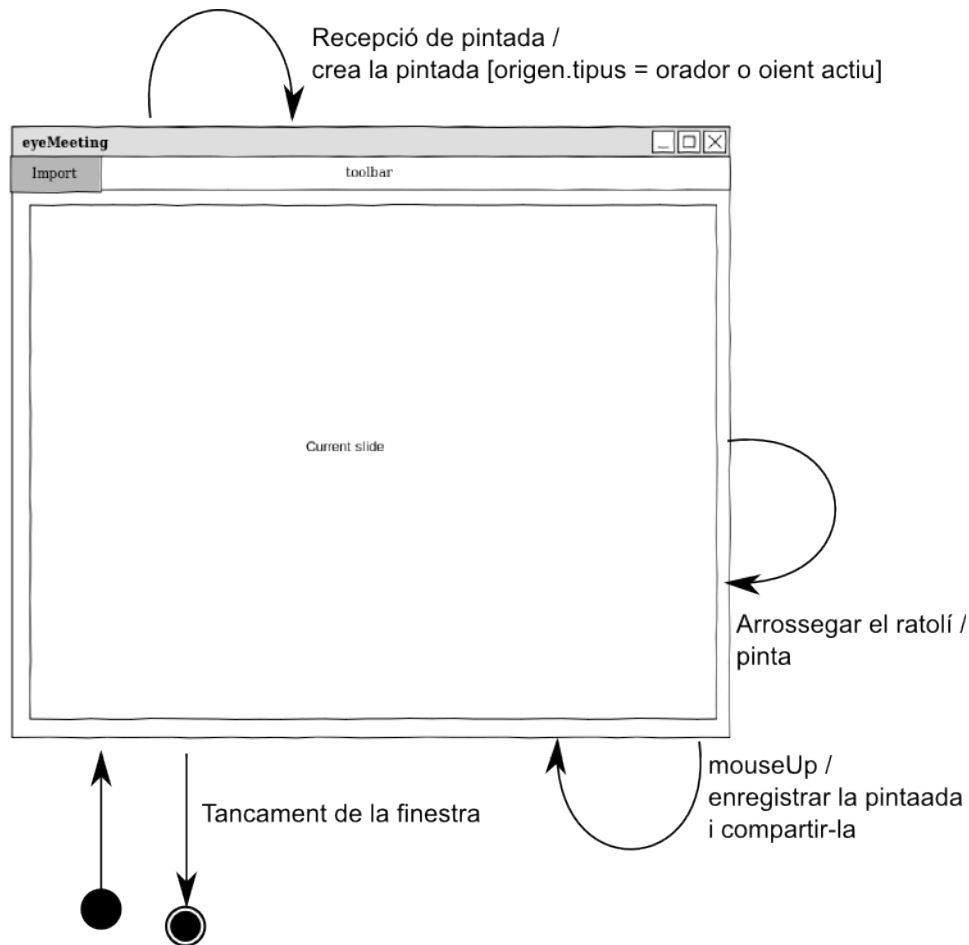 Recepció de pintada /
crea la pintada [origen.tipus = orador o oient actiu]
eyeMeeting
Import
toolbar
Current slide
Arrossegar el ratolí /
pinta
mouseUp /
enregistrar la pintaada
i compartir-la
Tancament de la finestra